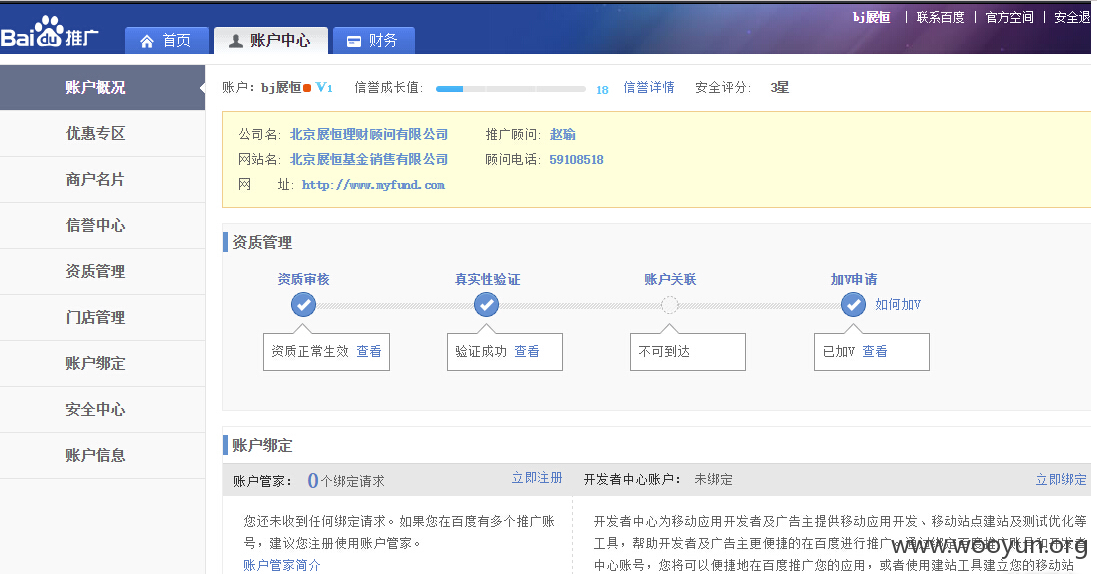 bj展恒 | 联系百度 | 官方空间 | 安全退
Bai du 推广 首页 账户中心 财务
账户概况
优惠专区
商户名片
信誉中心
资质管理
门店管理
账户绑定
安全中心
账户信息
账户：bj展恒 V1 信誉成长值: 18 信誉详情 安全评分: 3星
公司名: 北京展恒理财顾问有限公司 推广顾问: 赵瑜
网站名: 北京展恒基金销售有限公司 顾问电话: 59108518
网 址: http://www.myfund.com
资质管理
资质审核 真实性验证 账户关联 加V申请
如何加V
资质正常生效 查看 验证成功 查看 不可到达 已加V 查看
账户绑定
账户管家： 0个绑定请求 立即注册 开发者中心账户： 未绑定 立即绑定
您还未收到任何绑定请求。如果您在百度有多个推广账
号，建议您注册使用账户管家。
账户管家简介
开发者中心为移动应用开发者及广告主提供移动应用开发、移动站点建站及测试优化等
工具，帮助开发者及广告主更便捷的在百度进行推广。通过绑定百度推广账号和开发者
中心账号，您将可以便捷地在百度推广您的应用，或者使用建站工具建立您的移动站
www.wooyun.org